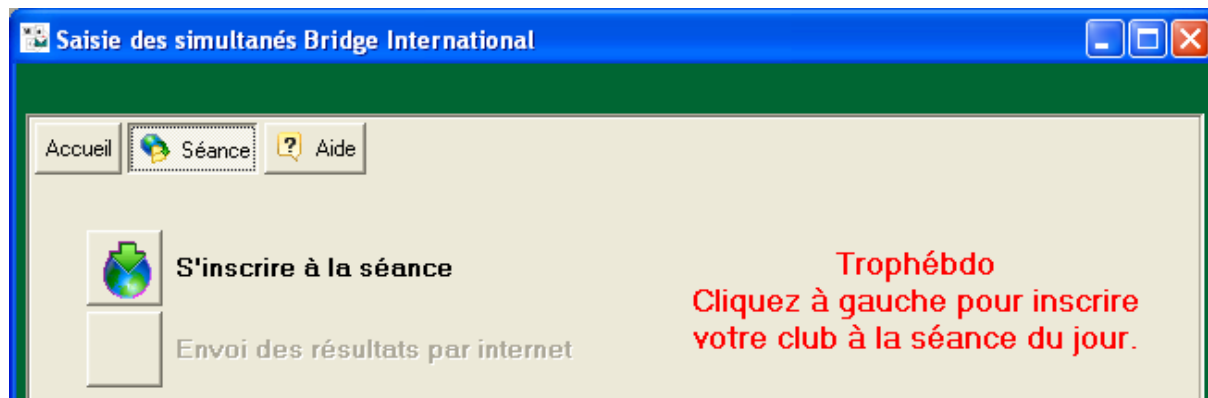 Saisie des simultanés Bridge International
Accueil Séance Aide
S'inscrire à la séance
Envoi des résultats par internet
Trophébdo
Cliquez à gauche pour inscrire
votre club à la séance du jour.